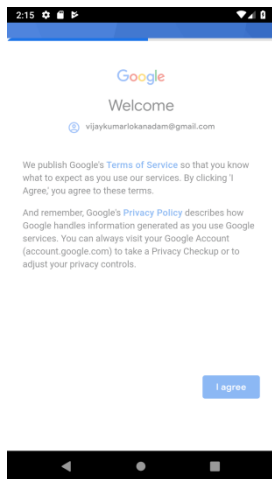 2:15
Google
Welcome
vijaykumarlokanadam@gmail.com
We publish Google's Terms of Service so that you know
what to expect as you use our services. By clicking 'I
Agree,' you agree to these terms.
And remember, Google's Privacy Policy describes how
Google handles information generated as you use Google
services. You can always visit your Google Account
(account.google.com) to take a Privacy Checkup or to
adjust your privacy controls.
I agree